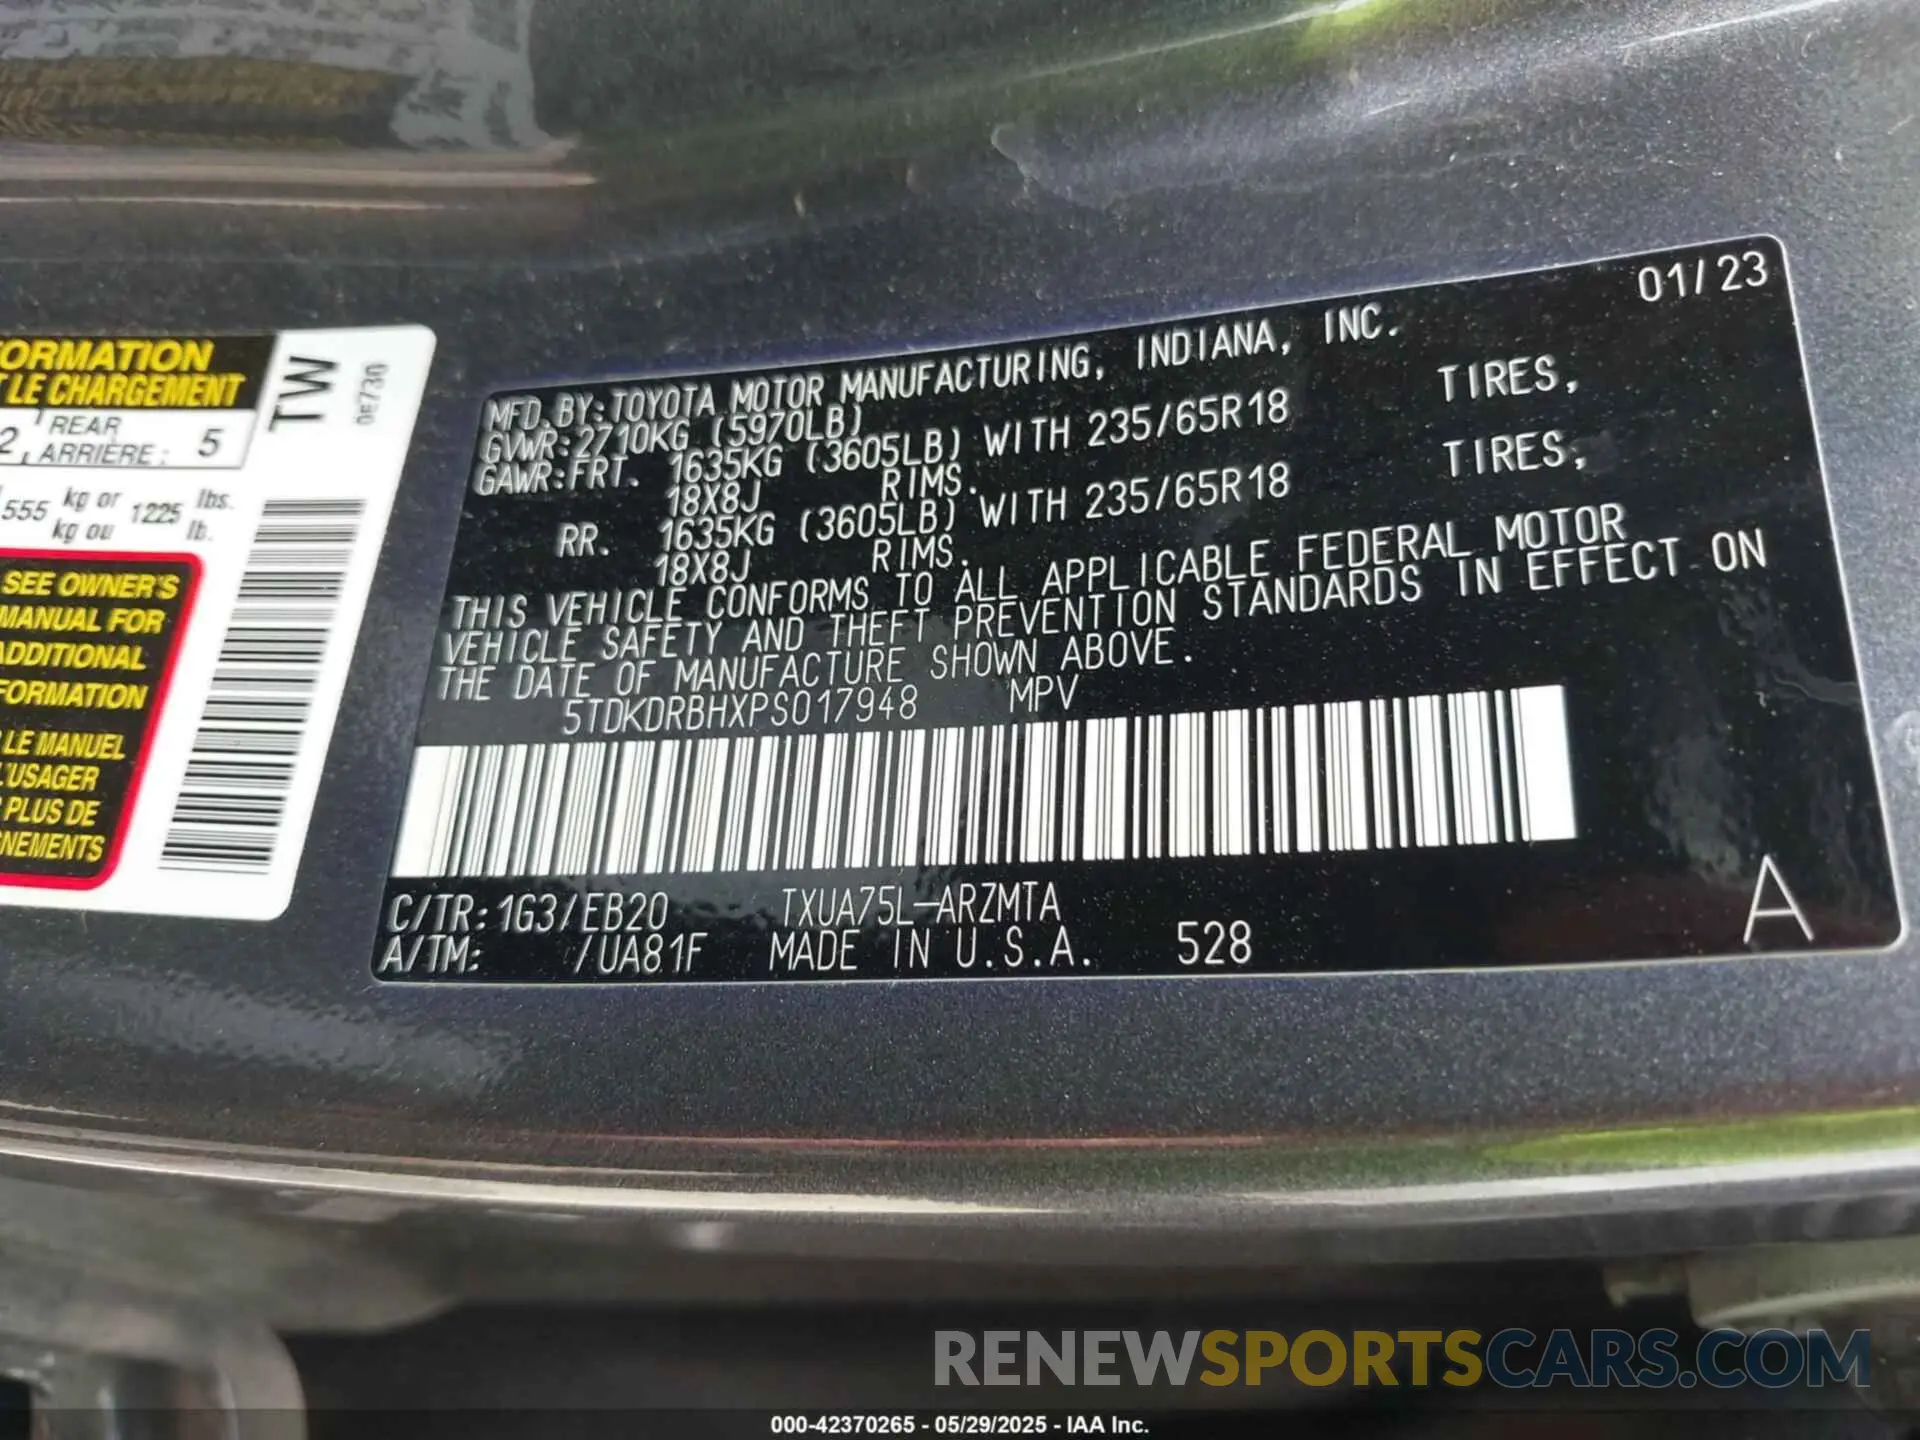 FORMATION
T LE CHARGEMENT
2, REAR
ARRIÈRE : 5
555 kg or 1225 lbs.
kg ou lb.
SEE OWNER'S
MANUAL FOR
ADDITIONAL
FORMATION
LE MANUEL
L'USAGER
PLUS DE
GNEMENTS
TW
0E730
01/23
MFD. BY: TOYOTA MOTOR MANUFACTURING, INDIANA, INC.
GVWR: 2710KG (5970LB)
GAWR: FRT. 1635KG (3605LB) WITH 235/65R18 TIRES,
18X8J RIMS.
RR. 1635KG (3605LB) WITH 235/65R18 TIRES,
18X8J RIMS.
THIS VEHICLE CONFORMS TO ALL APPLICABLE FEDERAL MOTOR
VEHICLE SAFETY AND THEFT PREVENTION STANDARDS IN EFFECT ON
THE DATE OF MANUFACTURE SHOWN ABOVE.
5TDKDRBHXPS017948 MPV
C/TR: 1G3/EB20 TXUA75L-ARZMTA
A/TM: /UA81F MADE IN U.S.A. 528
A
RENEWSPORTSCARS.COM
000-42370265 - 05/29/2025 - IAA Inc.